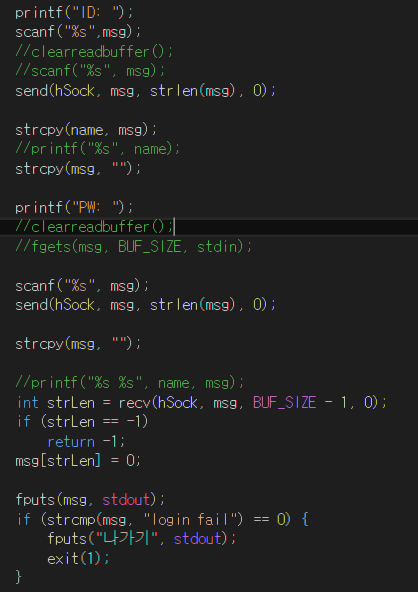 printf("ID: ");
scanf("%s",msg);
//clearreadbuffer();
//scanf("%s", msg);
send(hSock, msg, strlen(msg), 0);
strcpy(name, msg);
//printf("%s", name);
strcpy(msg, "");
printf("PW: ");
//clearreadbuffer();
//fgets(msg, BUF_SIZE, stdin);
scanf("%s", msg);
send(hSock, msg, strlen(msg), 0);
strcpy(msg, "");
//printf("%s %s", name, msg);
int strLen = recv(hSock, msg, BUF_SIZE - 1, 0);
if (strLen == -1)
    return -1;
msg[strLen] = 0;
fputs(msg, stdout);
if (strcmp(msg, "login fail") == 0) {
    fputs("나가기", stdout);
    exit(1);
}